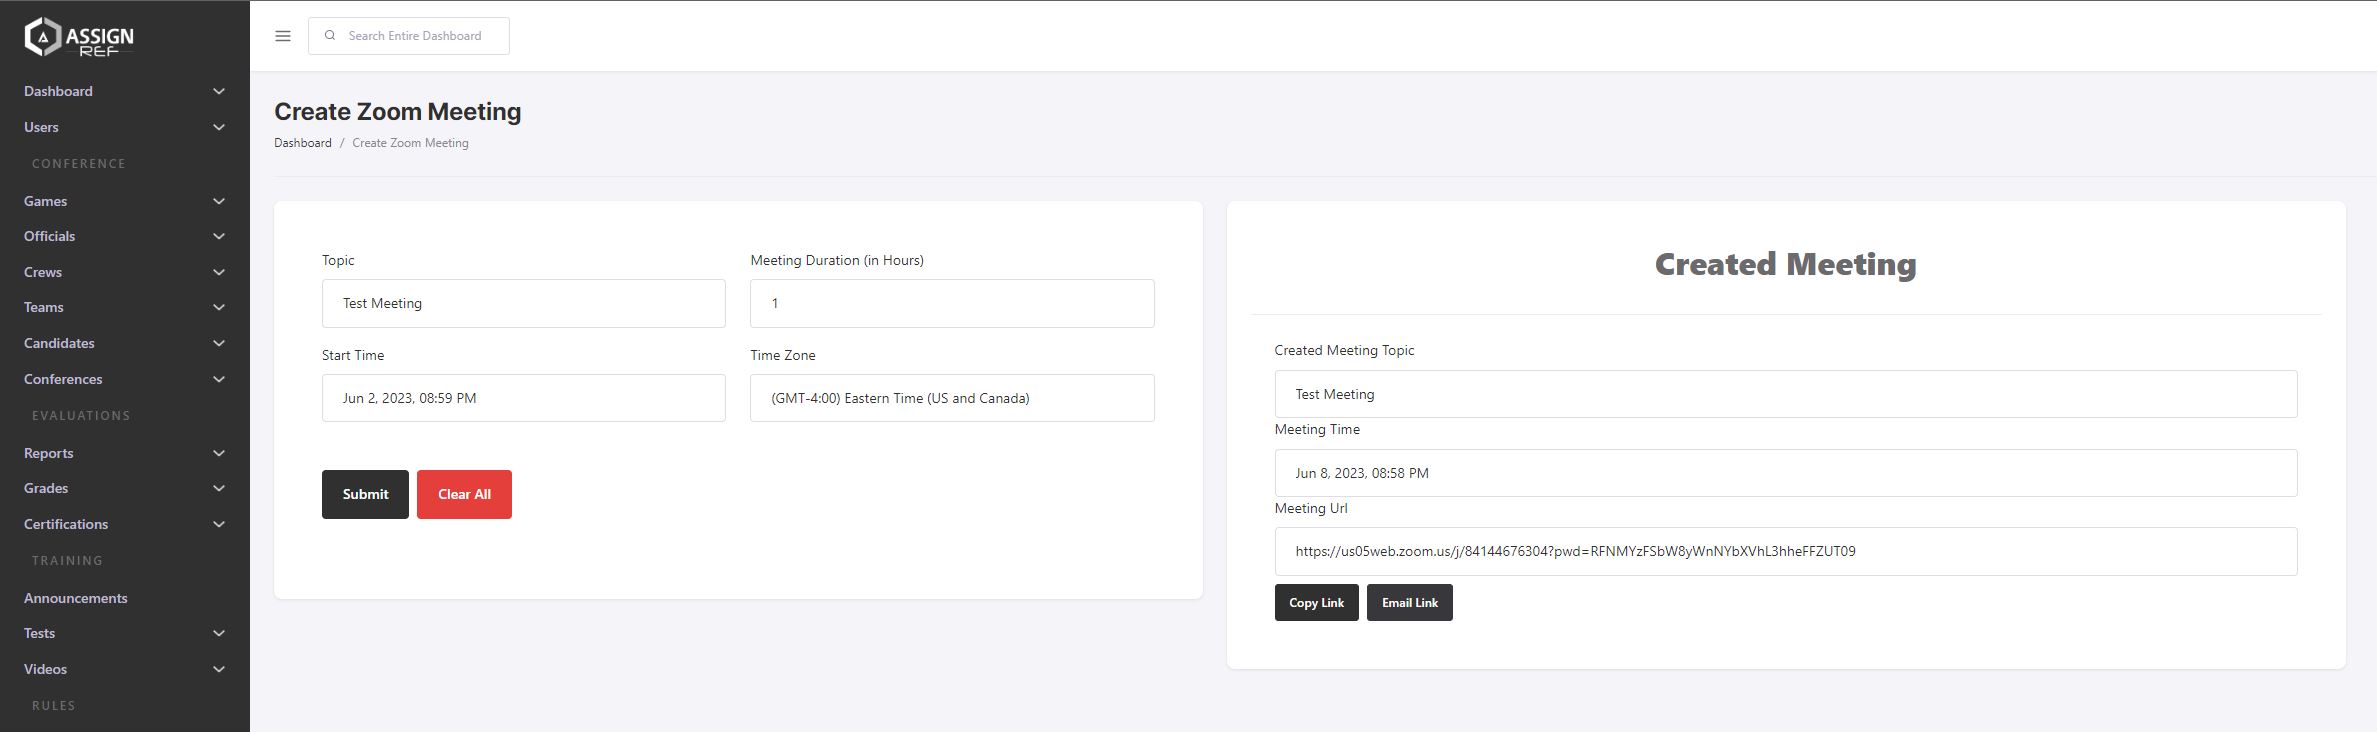 ASSIGN
REF
Dashboard
Users
CONFERENCE
Games
Officials
Crews
Teams
Candidates
Conferences
EVALUATIONS
Reports
Grades
Certifications
TRAINING
Announcements
Tests
Videos
RULES
Search Entire Dashboard
Create Zoom Meeting
Dashboard / Create Zoom Meeting
Topic
Test Meeting
Meeting Duration (in Hours)
1
Start Time
Jun 2, 2023, 08:59 PM
Time Zone
(GMT-4:00) Eastern Time (US and Canada)
Submit
Clear All
Created Meeting
Created Meeting Topic
Test Meeting
Meeting Time
Jun 8, 2023, 08:58 PM
Meeting Url
https://us05web.zoom.us/j/84144676304?pwd=RFNMYzFSbW8yWnNYbXVhL3hheFFZUT09
Copy Link
Email Link